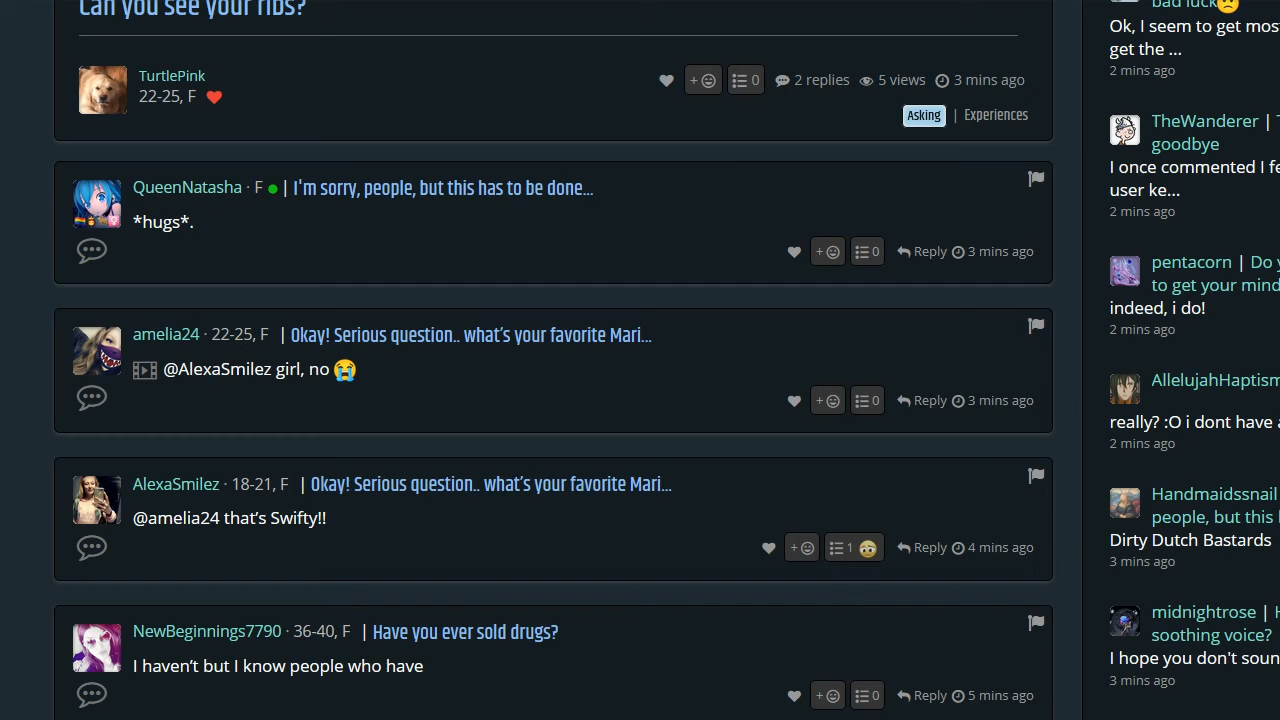 Can you see your ribs?
TurtlePink
22-25, F
0 2 replies 5 views 3 mins ago
Asking | Experiences
QueenNatasha · F | I'm sorry, people, but this has to be done...
*hugs*.
0 Reply 3 mins ago
amelia24 · 22-25, F | Okay! Serious question.. what’s your favorite Mari...
@AlexaSmilez girl, no
0 Reply 3 mins ago
AlexaSmilez · 18-21, F | Okay! Serious question.. what’s your favorite Mari...
@amelia24 that’s Swifty!!
1 Reply 4 mins ago
NewBeginnings7790 · 36-40, F | Have you ever sold drugs?
I haven’t but I know people who have
0 Reply 5 mins ago
bad luck
Ok, I seem to get mos
get the ...
2 mins ago
TheWanderer |
goodbye
I once commented I fe
user ke...
2 mins ago
pentacorn | Do
to get your mind
indeed, i do!
2 mins ago
AllelujahHaptism
really? :O i dont have
2 mins ago
Handmaidssnail
people, but this
Dirty Dutch Bastards
3 mins ago
midnightrose |
soothing voice?
I hope you don't soun
3 mins ago